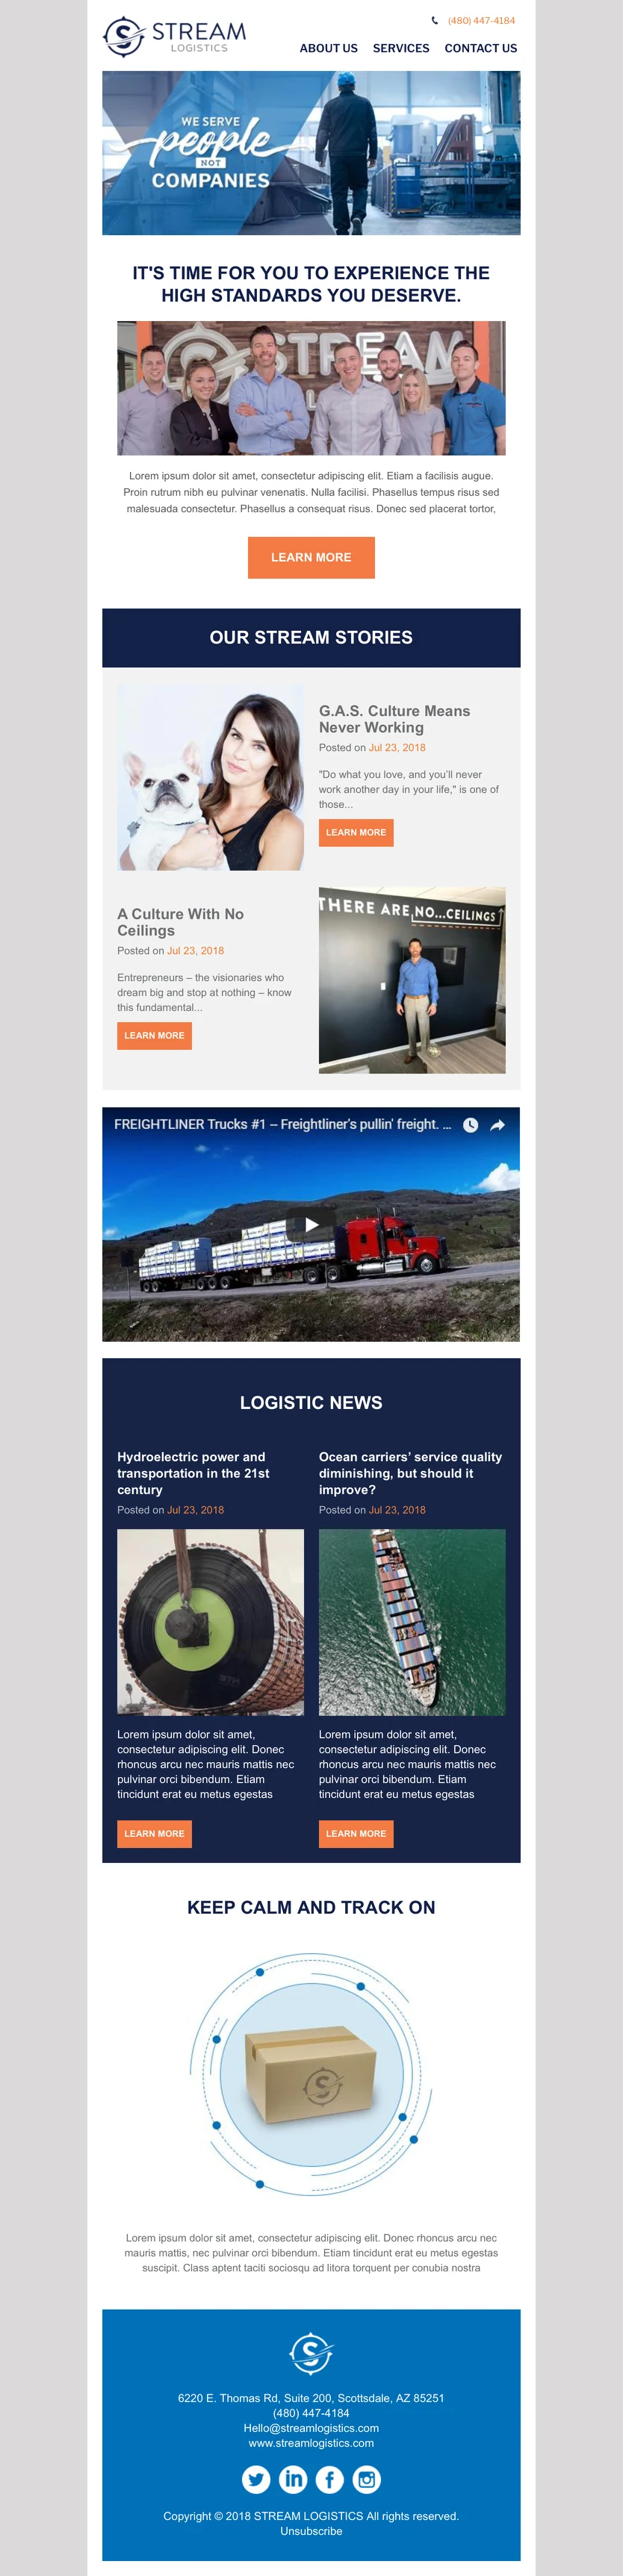 STREAM
LOGISTICS
(480) 447-4184
ABOUT US SERVICES CONTACT US
WE SERVE
people
NOT
COMPANIES
IT'S TIME FOR YOU TO EXPERIENCE THE
HIGH STANDARDS YOU DESERVE.
STREAM
Lorem ipsum dolor sit amet, consectetur adipiscing elit. Etiam a facilisis augue.
Proin rutrum nibh eu pulvinar venenatis. Nulla facilisi. Phasellus tempus risus sed
malesuada consectetur. Phasellus a consequat risus. Donec sed placerat tortor,
LEARN MORE
OUR STREAM STORIES
G.A.S. Culture Means
Never Working
Posted on Jul 23, 2018
"Do what you love, and you’ll never
work another day in your life," is one of
those...
LEARN MORE
A Culture With No
Ceilings
Posted on Jul 23, 2018
Entrepreneurs – the visionaries who
dream big and stop at nothing – know
this fundamental...
LEARN MORE
THERE ARE NO...CEILINGS
FREIGHTLINER Trucks #1 -- Freightliner's pullin' freight. ...
LOGISTIC NEWS
Hydroelectric power and
transportation in the 21st
century
Posted on Jul 23, 2018
Lorem ipsum dolor sit amet,
consectetur adipiscing elit. Donec
rhoncus arcu nec mauris mattis nec
pulvinar orci bibendum. Etiam
tincidunt erat eu metus egestas
LEARN MORE
Ocean carriers’ service quality
diminishing, but should it
improve?
Posted on Jul 23, 2018
Lorem ipsum dolor sit amet,
consectetur adipiscing elit. Donec
rhoncus arcu nec mauris mattis nec
pulvinar orci bibendum. Etiam
tincidunt erat eu metus egestas
LEARN MORE
KEEP CALM AND TRACK ON
Lorem ipsum dolor sit amet, consectetur adipiscing elit. Donec rhoncus arcu nec
mauris mattis, nec pulvinar orci bibendum. Etiam tincidunt erat eu metus egestas
suscipit. Class aptent taciti sociosqu ad litora torquent per conubia nostra
6220 E. Thomas Rd, Suite 200, Scottsdale, AZ 85251
(480) 447-4184
Hello@streamlogistics.com
www.streamlogistics.com
Copyright © 2018 STREAM LOGISTICS All rights reserved.
Unsubscribe